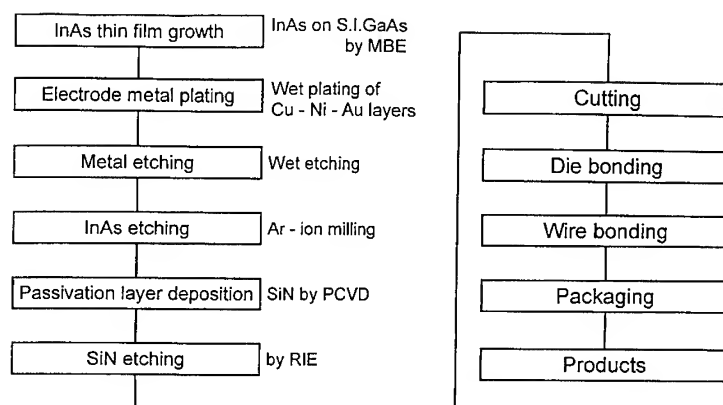 InAs thin film growth
InAs on S.I.GaAs
by MBE
Electrode metal plating
Wet plating of
Cu - Ni - Au layers
Metal etching
Wet etching
InAs etching
Ar - ion milling
Passivation layer deposition
SiN by PCVD
SiN etching
by RIE
Cutting
Die bonding
Wire bonding
Packaging
Products